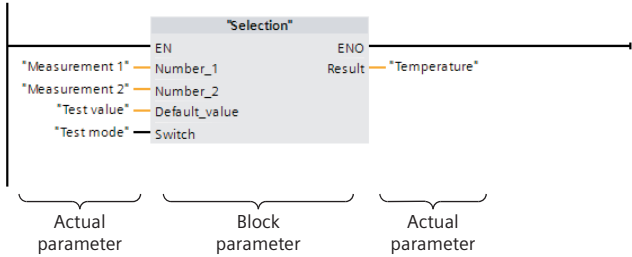 "Selection"
EN ENO
"Measurement 1" Number_1 Result "Temperature"
"Measurement 2" Number_2
"Test value" Default_value
"Test mode" Switch
Actual parameter
Block parameter
Actual parameter